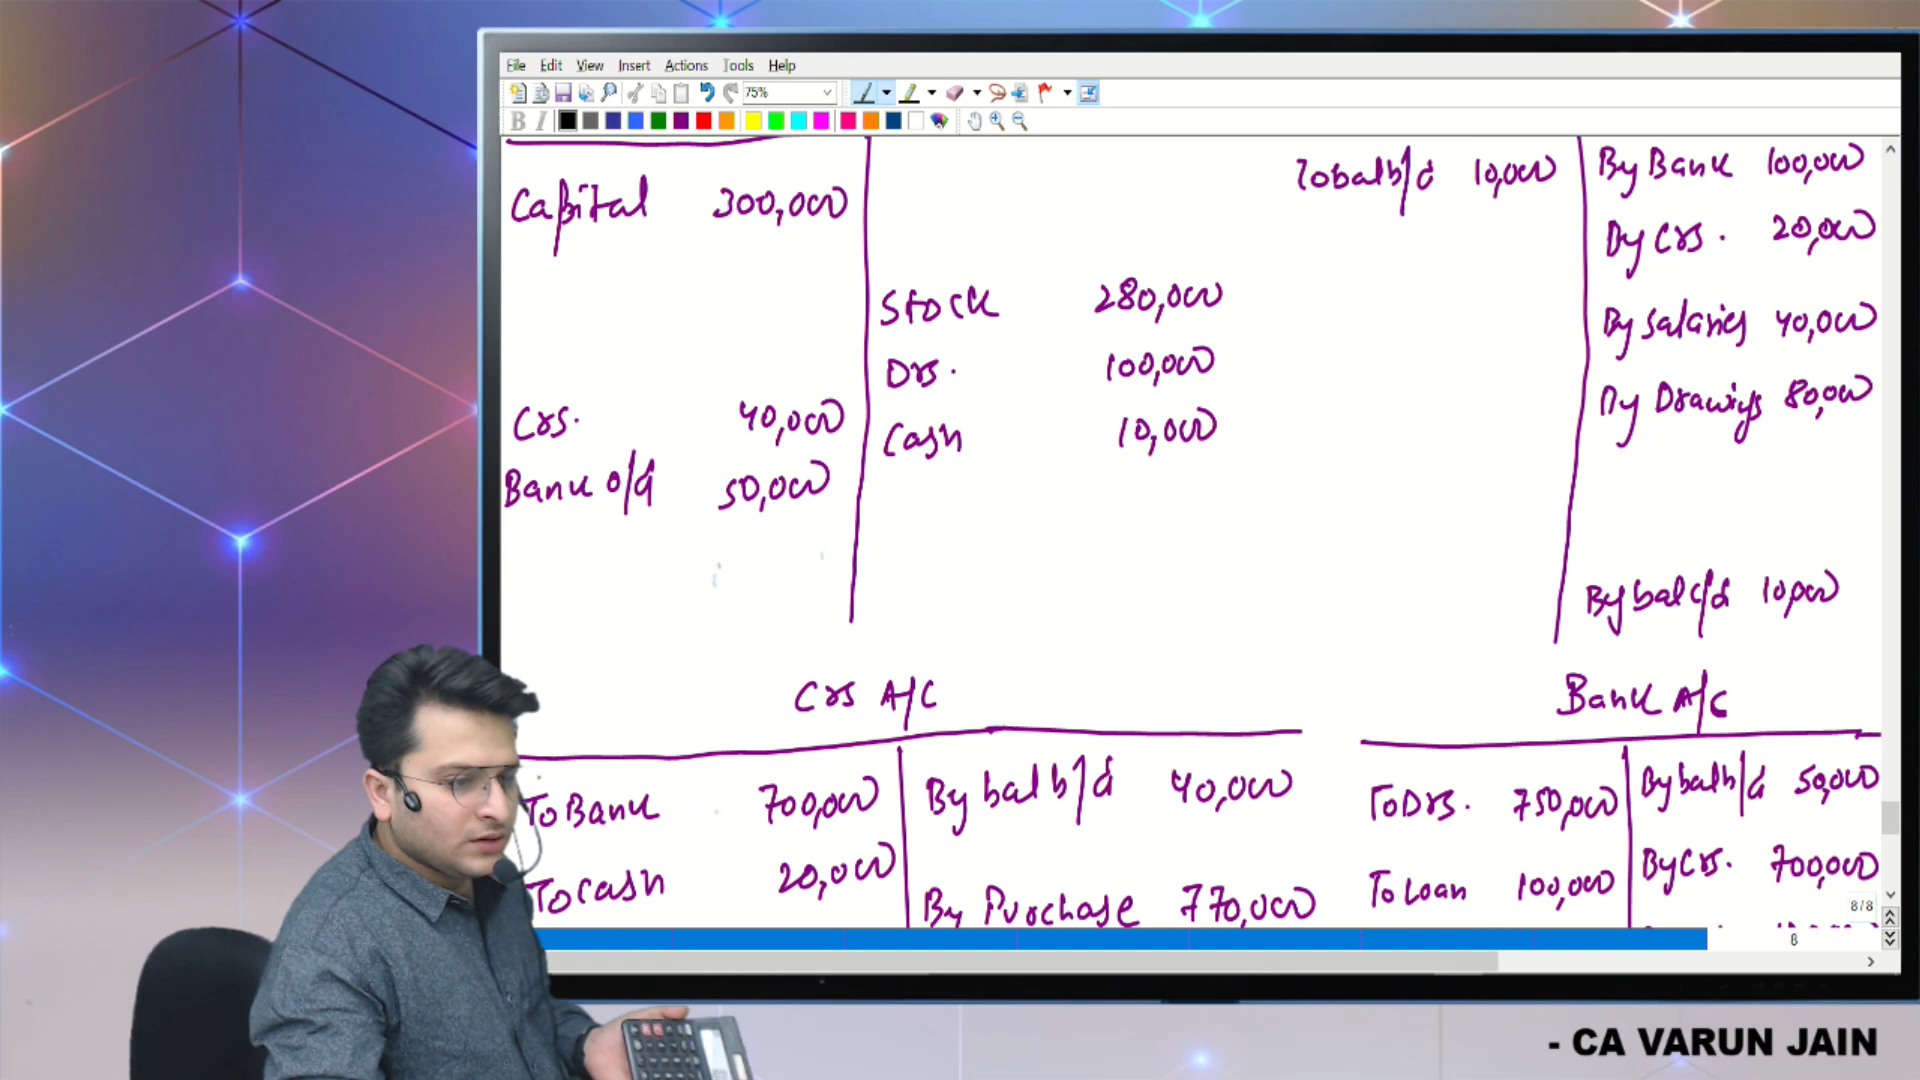 File Edit View Insert Actions Tools Help
75%
B I
Capital 300,000
Crs. 40,000
Bank o/d 50,000
Stock 280,000
Drs. 100,000
Cash 10,000
To bal b/d 10,000
By Bank 100,000
By Crs. 20,000
By Salaries 40,000
By Drawings 80,000
By bal c/d 10,000
Crs A/C
To Bank 700,000
To Cash 20,000
By bal b/d 40,000
By Purchase 770,000
Bank A/C
To Drs. 750,000
To Loan 100,000
By bal b/d 50,000
By Crs. 700,000
8/8
8
- CA VARUN JAIN